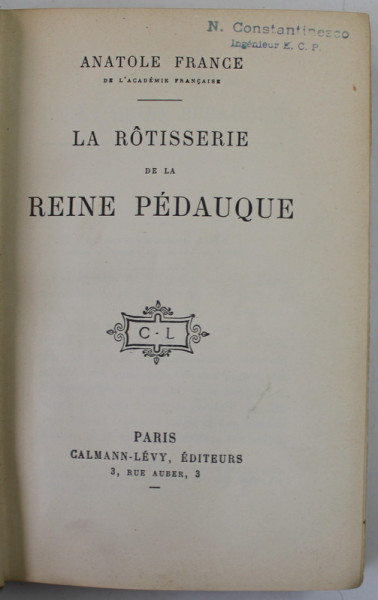 N. Constantinesco
Ingénieur E. C. P.
ANATOLE FRANCE
DE L'ACADÉMIE FRANÇAISE
LA RÔTISSERIE
DE LA
REINE PÉDAUQUE
C-L
PARIS
CALMANN-LÉVY, ÉDITEURS
3, RUE AUBER, 3